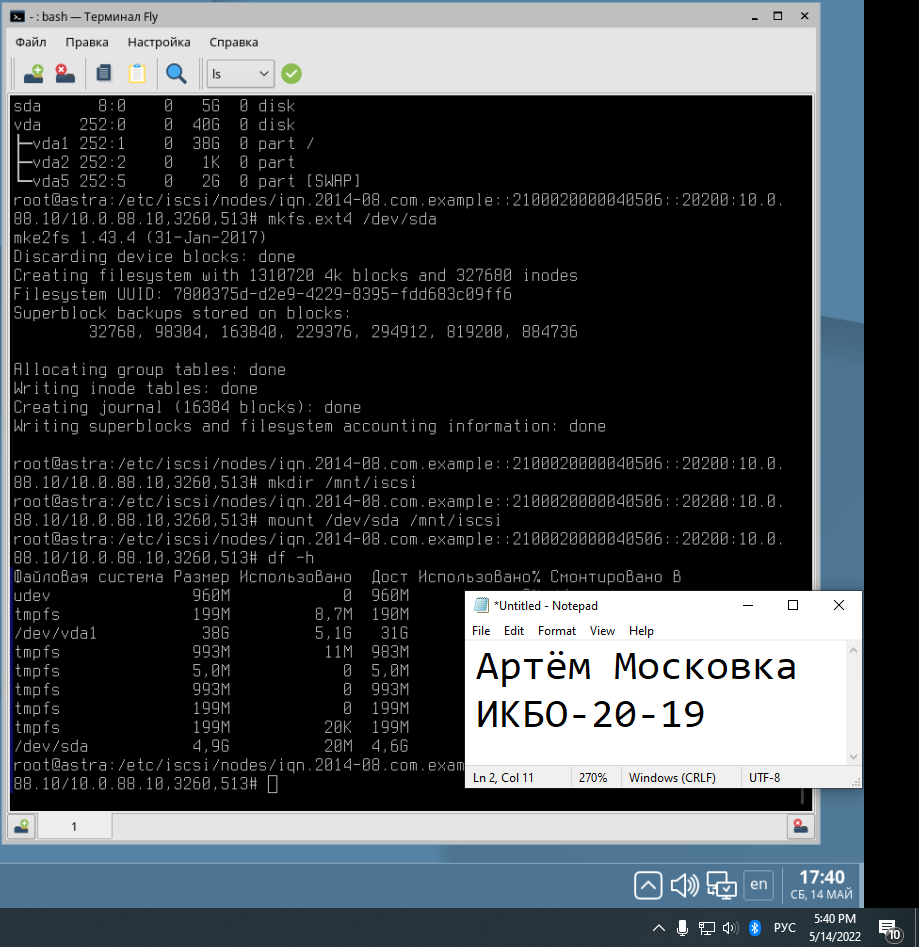 - : bash — Терминал Fly
Файл Правка Настройка Справка
ls
sda 8:0 0 5G 0 disk
vda 252:0 0 40G 0 disk
├─vda1 252:1 0 38G 0 part /
├─vda2 252:2 0 1K 0 part
└─vda5 252:5 0 2G 0 part [SWAP]
root@astra:/etc/iscsi/nodes/iqn.2014-08.com.example::2100020000040506::20200:10.0.
88.10/10.0.88.10,3260,513# mkfs.ext4 /dev/sda
mke2fs 1.43.4 (31-Jan-2017)
Discarding device blocks: done
Creating filesystem with 1310720 4k blocks and 327680 inodes
Filesystem UUID: 7800375d-d2e9-4229-8395-fdd683c09ff6
Superblock backups stored on blocks:
32768, 98304, 163840, 229376, 294912, 819200, 884736
Allocating group tables: done
Writing inode tables: done
Creating journal (16384 blocks): done
Writing superblocks and filesystem accounting information: done
root@astra:/etc/iscsi/nodes/iqn.2014-08.com.example::2100020000040506::20200:10.0.
88.10/10.0.88.10,3260,513# mkdir /mnt/iscsi
root@astra:/etc/iscsi/nodes/iqn.2014-08.com.example::2100020000040506::20200:10.0.
88.10/10.0.88.10,3260,513# mount /dev/sda /mnt/iscsi
root@astra:/etc/iscsi/nodes/iqn.2014-08.com.example::2100020000040506::20200:10.0.
88.10/10.0.88.10,3260,513# df -h
Файловая система Размер Использовано Дост Использовано% Смонтировано в
udev 960M 0 960M
tmpfs 199M 8,7M 190M
/dev/vda1 38G 5,1G 31G
tmpfs 993M 11M 983M
tmpfs 5,0M 0 5,0M
tmpfs 993M 0 993M
tmpfs 199M 0 199M
tmpfs 199M 20K 199M
/dev/sda 4,9G 20M 4,6G
root@astra:/etc/iscsi/nodes/iqn.2014-08.com.exam
88.10/10.0.88.10,3260,513#
*Untitled - Notepad
File Edit Format View Help
Артём Московка
ИКБО-20-19
Ln 2, Col 11 270% Windows (CRLF) UTF-8
1
en
17:40
СБ, 14 МАЙ
РУС
5:40 PM
5/14/2022
10